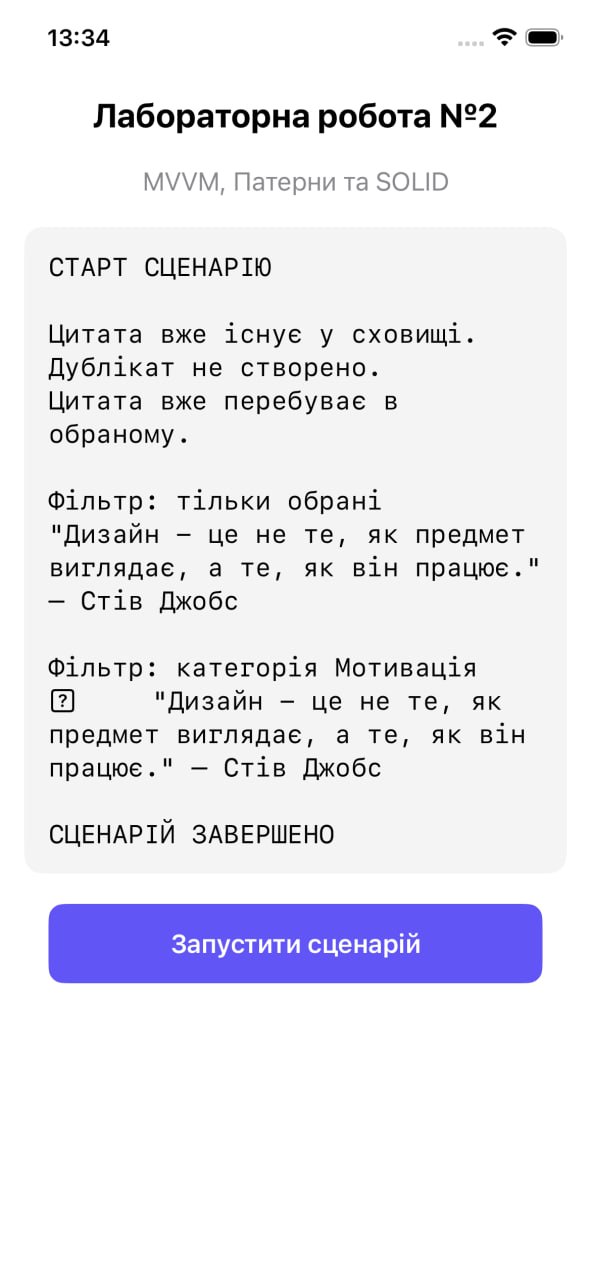 13:34
Лабораторна робота №2
MVVM, Патерни та SOLID
СТАРТ СЦЕНАРІЮ
Цитата вже існує у сховищі.
Дублікат не створено.
Цитата вже перебуває в
обраному.
Фільтр: тільки обрані
"Дизайн — це не те, як предмет
виглядає, а те, як він працює."
— Стів Джобс
Фільтр: категорія Мотивація
"Дизайн — це не те, як
предмет виглядає, а те, як він
працює." — Стів Джобс
СЦЕНАРІЙ ЗАВЕРШЕНО
Запустити сценарій